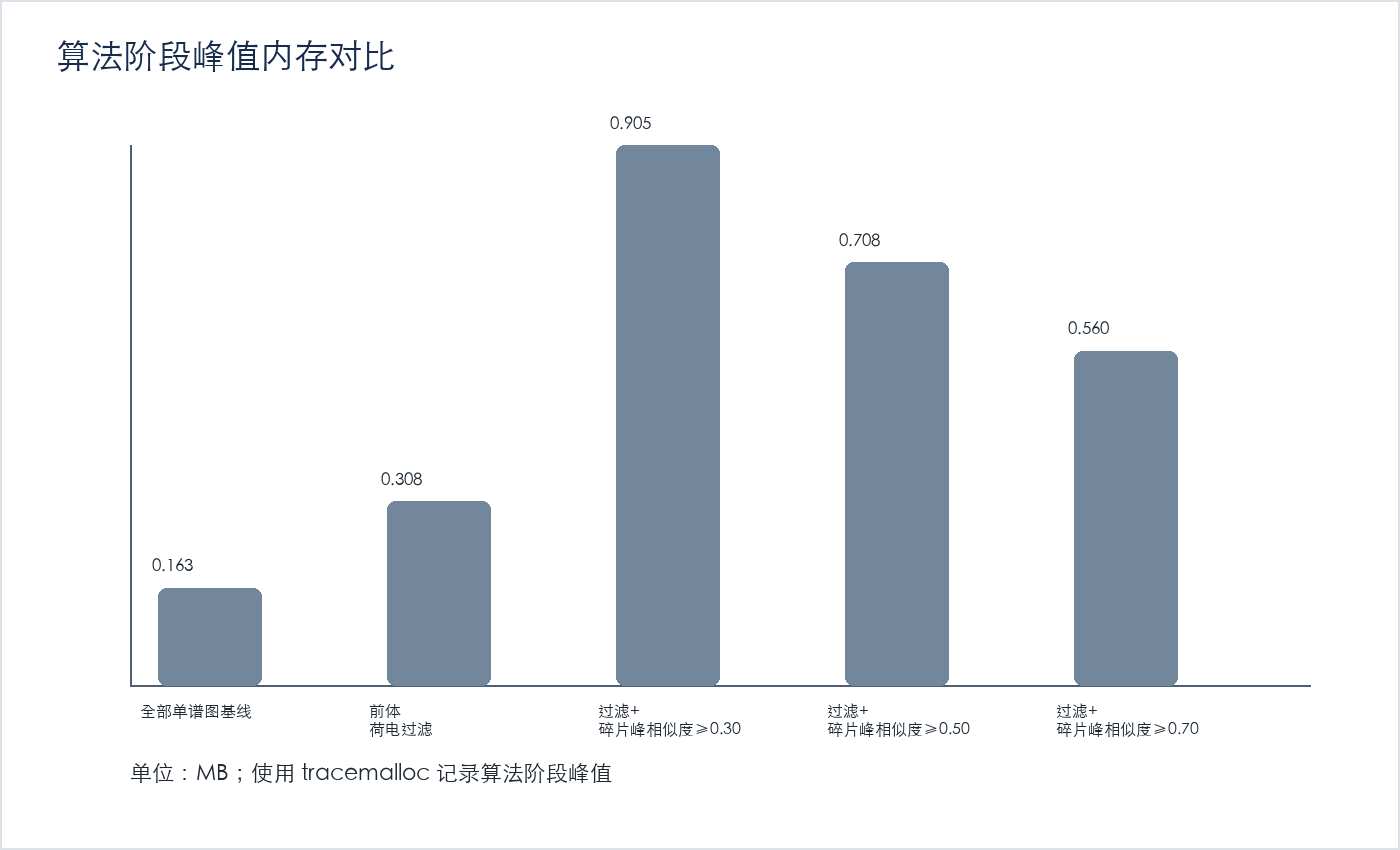 算法阶段峰值内存对比
0.905
0.708
0.560
0.308
0.163
全部单谱图基线
前体
荷电过滤
过滤+
碎片峰相似度≥0.30
过滤+
碎片峰相似度≥0.50
过滤+
碎片峰相似度≥0.70
单位：MB；使用 tracemalloc 记录算法阶段峰值